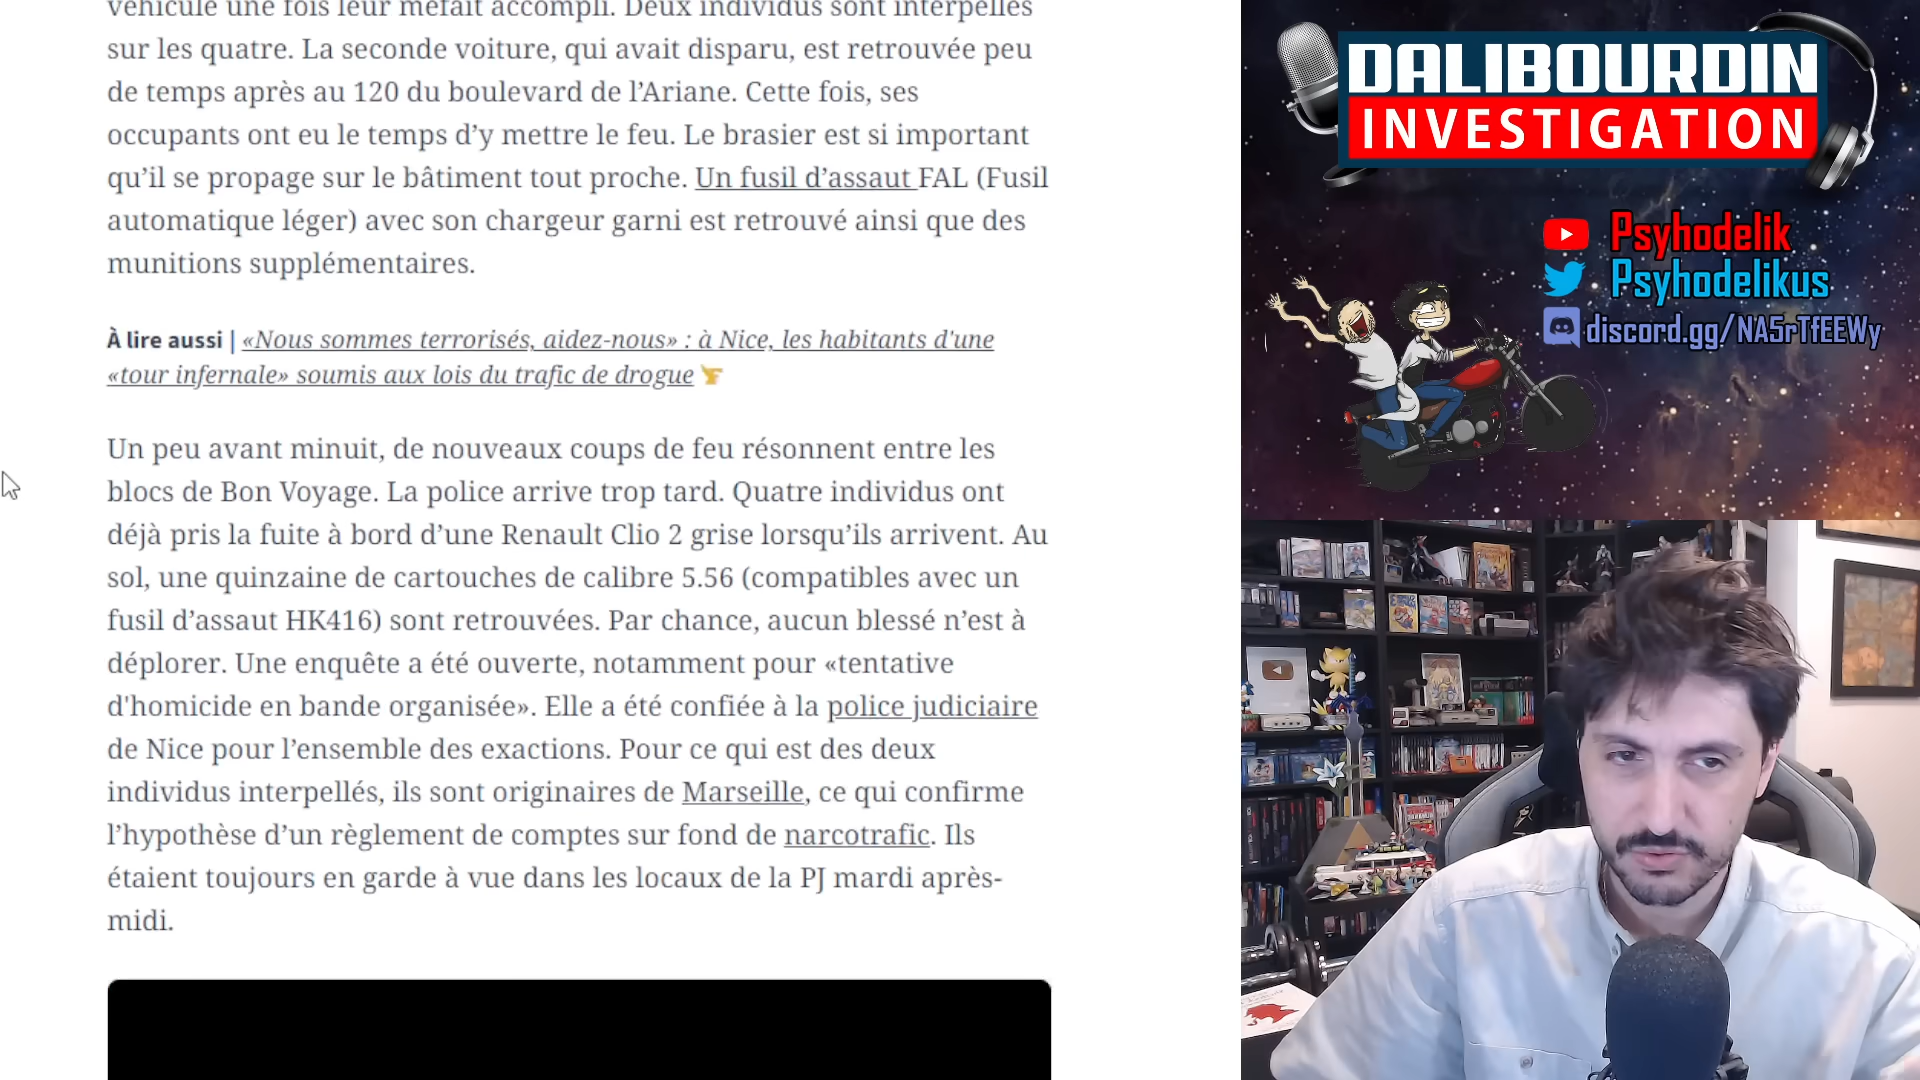 véhicule une fois leur méfait accompli. Deux individus sont interpellés
sur les quatre. La seconde voiture, qui avait disparu, est retrouvée peu
de temps après au 120 du boulevard de l’Ariane. Cette fois, ses
occupants ont eu le temps d’y mettre le feu. Le brasier est si important
qu’il se propage sur le bâtiment tout proche. Un fusil d’assaut FAL (Fusil
automatique léger) avec son chargeur garni est retrouvé ainsi que des
munitions supplémentaires.
À lire aussi | «Nous sommes terrorisés, aidez-nous» : à Nice, les habitants d'une
«tour infernale» soumis aux lois du trafic de drogue
Un peu avant minuit, de nouveaux coups de feu résonnent entre les
blocs de Bon Voyage. La police arrive trop tard. Quatre individus ont
déjà pris la fuite à bord d’une Renault Clio 2 grise lorsqu’ils arrivent. Au
sol, une quinzaine de cartouches de calibre 5.56 (compatibles avec un
fusil d’assaut HK416) sont retrouvées. Par chance, aucun blessé n’est à
déplorer. Une enquête a été ouverte, notamment pour «tentative
d'homicide en bande organisée». Elle a été confiée à la police judiciaire
de Nice pour l’ensemble des exactions. Pour ce qui est des deux
individus interpellés, ils sont originaires de Marseille, ce qui confirme
l’hypothèse d’un règlement de comptes sur fond de narcotrafic. Ils
étaient toujours en garde à vue dans les locaux de la PJ mardi après-
midi.
DALIBOURDIN
INVESTIGATION
Psyhodelik
Psyhodelikus
discord.gg/NA5rTfEEWy